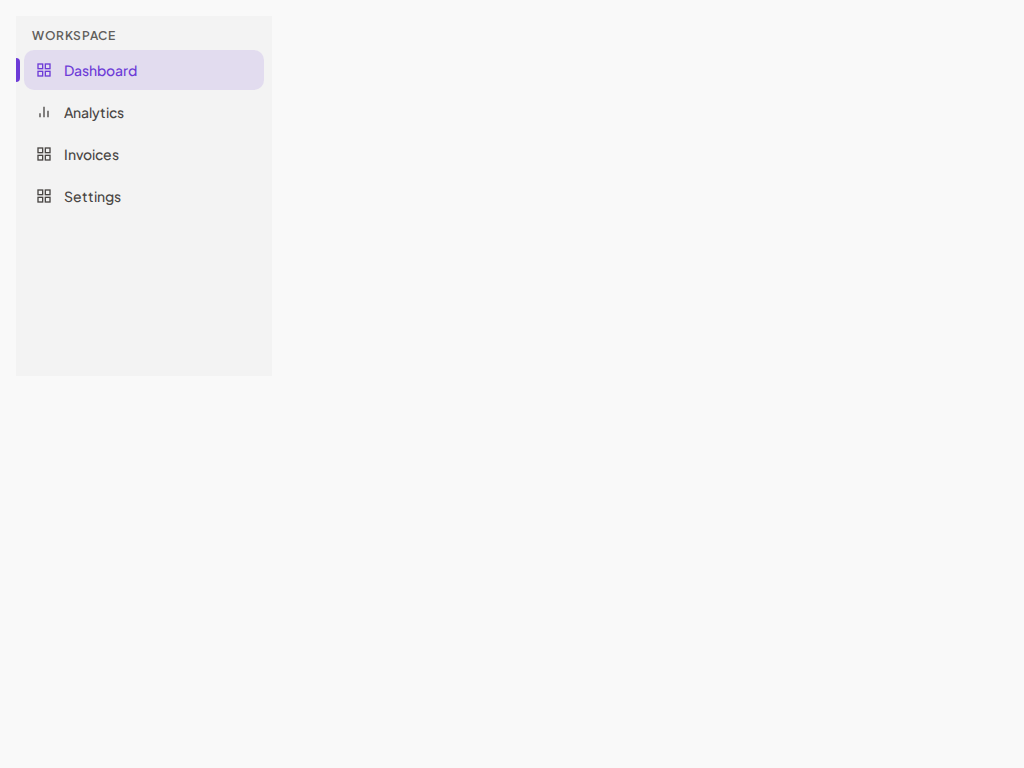 WORKSPACE
Dashboard
Analytics
Invoices
Settings